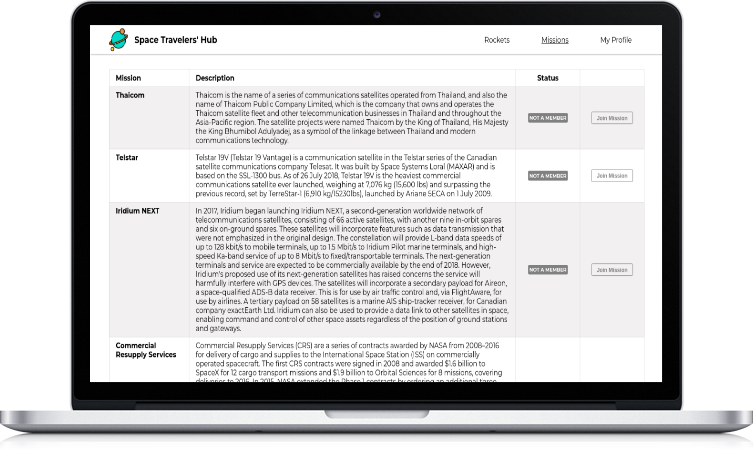 Space Travelers' Hub
Rockets
Missions
My Profile
Mission
Description
Status
Thaicom
Thaicom is the name of a series of communications satellites operated from Thailand, and also the
name of Thaicom Public Company Limited, which is the company that owns and operates the
Thaicom satellite fleet and other telecommunication businesses in Thailand and throughout the
Asia-Pacific region. The satellite projects were named Thaicom by the King of Thailand, His Majesty
the King Bhumibol Adulyadej, as a symbol of the linkage between Thailand and modern
communications technology.
NOT A MEMBER
Join Mission
Telstar
Telstar 19V (Telstar 19 Vantage) is a communication satellite in the Telstar series of the Canadian
satellite communications company Telesat. It was built by Space Systems Loral (MAXAR) and is
based on the SSL-1300 bus. As of 26 July 2018, Telstar 19V is the heaviest commercial
communications satellite ever launched, weighing at 7,076 kg (15,600 lbs) and surpassing the
previous record, set by TerreStar-1 (6,910 kg/15230lbs), launched by Ariane 5ECA on 1 July 2009.
NOT A MEMBER
Join Mission
Iridium NEXT
In 2017, Iridium began launching Iridium NEXT, a second-generation worldwide network of
telecommunications satellites, consisting of 66 active satellites, with another nine in-orbit spares
and six on-ground spares. These satellites will incorporate features such as data transmission that
were not emphasized in the original design. The constellation will provide L-band data speeds of
up to 128 kbit/s to mobile terminals, up to 1.5 Mbit/s to Iridium Pilot marine terminals, and high-
speed Ka-band service of up to 8 Mbit/s to fixed/transportable terminals. The next-generation
terminals and service are expected to be commercially available by the end of 2018. However,
Iridium's proposed use of its next-generation satellites has raised concerns the service will
harmfully interfere with GPS devices. The satellites will incorporate a secondary payload for Aireon,
a space-qualified ADS-B data receiver. This is for use by air traffic control and, via FlightAware, for
use by airlines. A tertiary payload on 58 satellites is a marine AIS ship-tracker receiver, for Canadian
company exactEarth Ltd. Iridium can also be used to provide a data link to other satellites in space,
enabling command and control of other space assets regardless of the position of ground stations
and gateways.
NOT A MEMBER
Join Mission
Commercial
Resupply Services
Commercial Resupply Services (CRS) are a series of contracts awarded by NASA from 2008–2016
for delivery of cargo and supplies to the International Space Station (ISS) on commercially
operated spacecraft. The first CRS contracts were signed in 2008 and awarded $1.6 billion to
SpaceX for 12 cargo transport missions and $1.9 billion to Orbital Sciences for 8 missions, covering
deliveries to 2016. In 2015, NASA extended the Phase 1 contracts by ordering an additional three